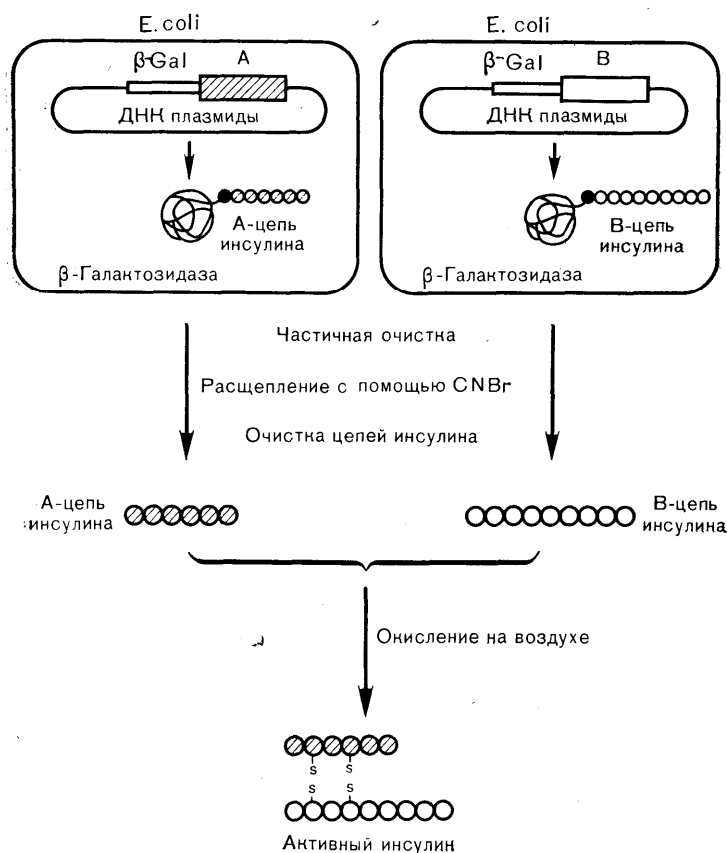 E. coli
E. coli
β-Gal
A
β-Gal
B
ДНК плазмиды
ДНК плазмиды
А-цепь
инсулина
В-цепь
инсулина
β-Галактозидаза
β-Галактозидаза
Частичная очистка
Расщепление с помощью CNBr
Очистка цепей инсулина
А-цепь
инсулина
В-цепь
инсулина
Окисление на воздухе
S
S
S
S
Активный инсулин